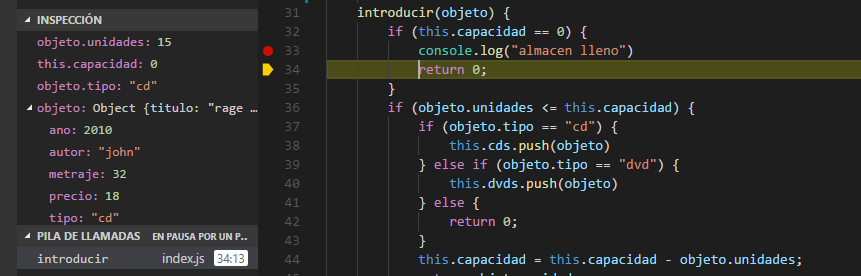 INSPECCIÓN
objeto.unidades: 15
this.capacidad: 0
objeto.tipo: "cd"
objeto: Object {titulo: "rage …
ano: 2010
autor: "john"
metraje: 32
precio: 18
tipo: "cd"
PILA DE LLAMADAS EN PAUSA POR UN P…
introducir index.js 34:13
31 introducir(objeto) {
32 if (this.capacidad == 0) {
33 console.log("almacen lleno")
34 return 0;
35 }
36 if (objeto.unidades <= this.capacidad) {
37 if (objeto.tipo == "cd") {
38 this.cds.push(objeto)
39 } else if (objeto.tipo == "dvd") {
40 this.dvds.push(objeto)
41 } else {
42 return 0;
43 }
44 this.capacidad = this.capacidad - objeto.unidades;